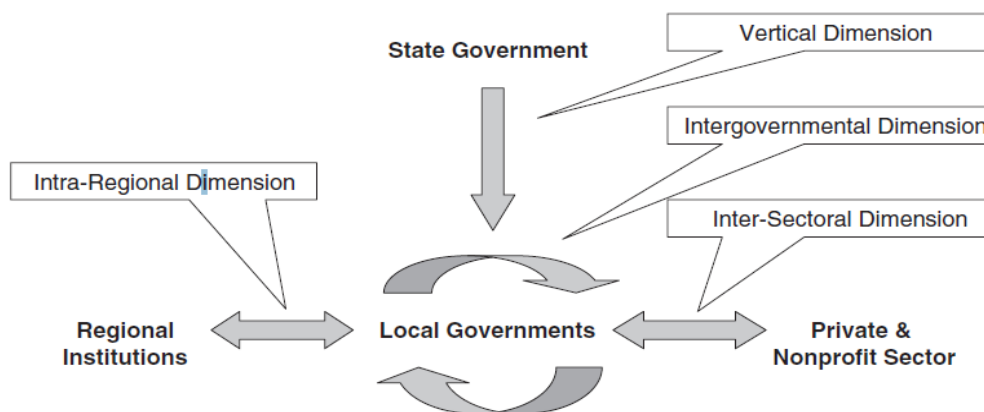 Vertical Dimension
State Government
Intergovernmental Dimension
Intra-Regional Dimension
Inter-Sectoral Dimension
Regional
Institutions
Local Governments
Private &
Nonprofit Sector